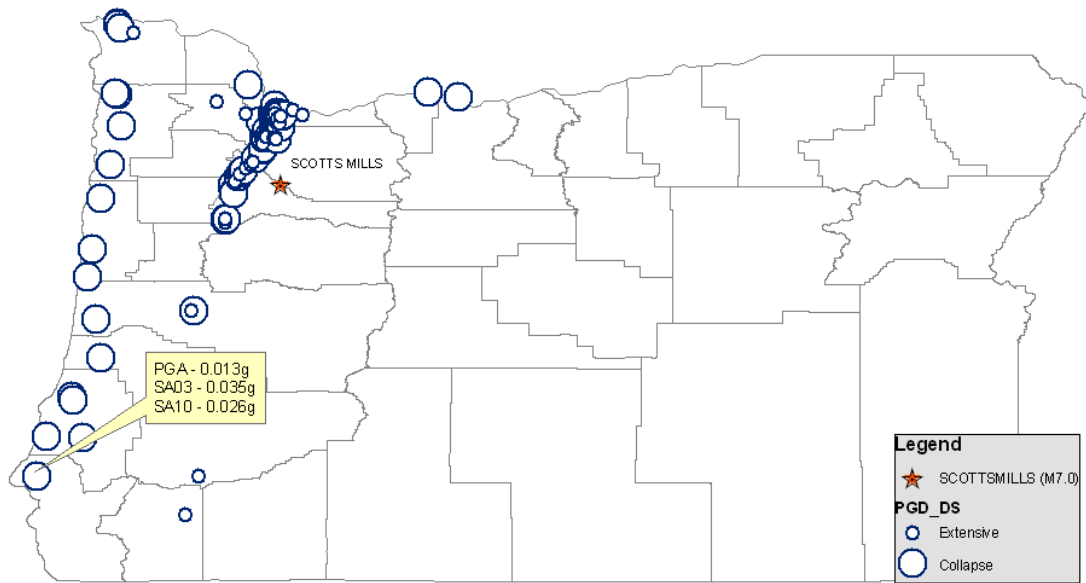 SCOTTS MILLS
PGA - 0.013g
SA03 - 0.035g
SA10 - 0.026g
Legend
SCOTTSMILLS (M7.0)
PGD_DS
Extensive
Collapse